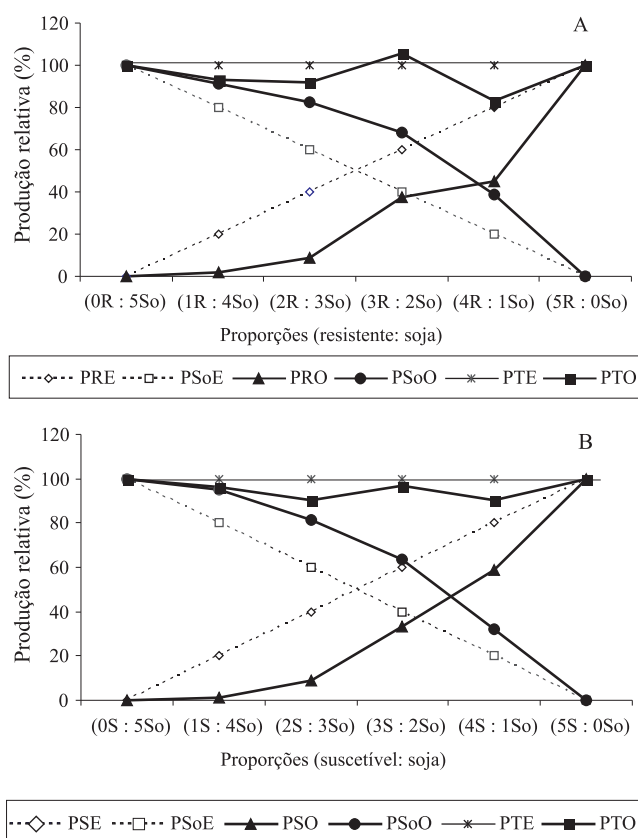 A
Produção relativa (%)
120
100
80
60
40
20
0
(0R : 5So) (1R : 4So) (2R : 3So) (3R : 2So) (4R : 1So) (5R : 0So)
Proporções (resistente: soja)
PRE PSoE PRO PSoO PTE PTO
B
Produção relativa (%)
120
100
80
60
40
20
0
(0S : 5So) (1S : 4So) (2S : 3So) (3S : 2So) (4S : 1So) (5S : 0So)
Proporções (suscetível: soja)
PSE PSoE PSO PSoO PTE PTO